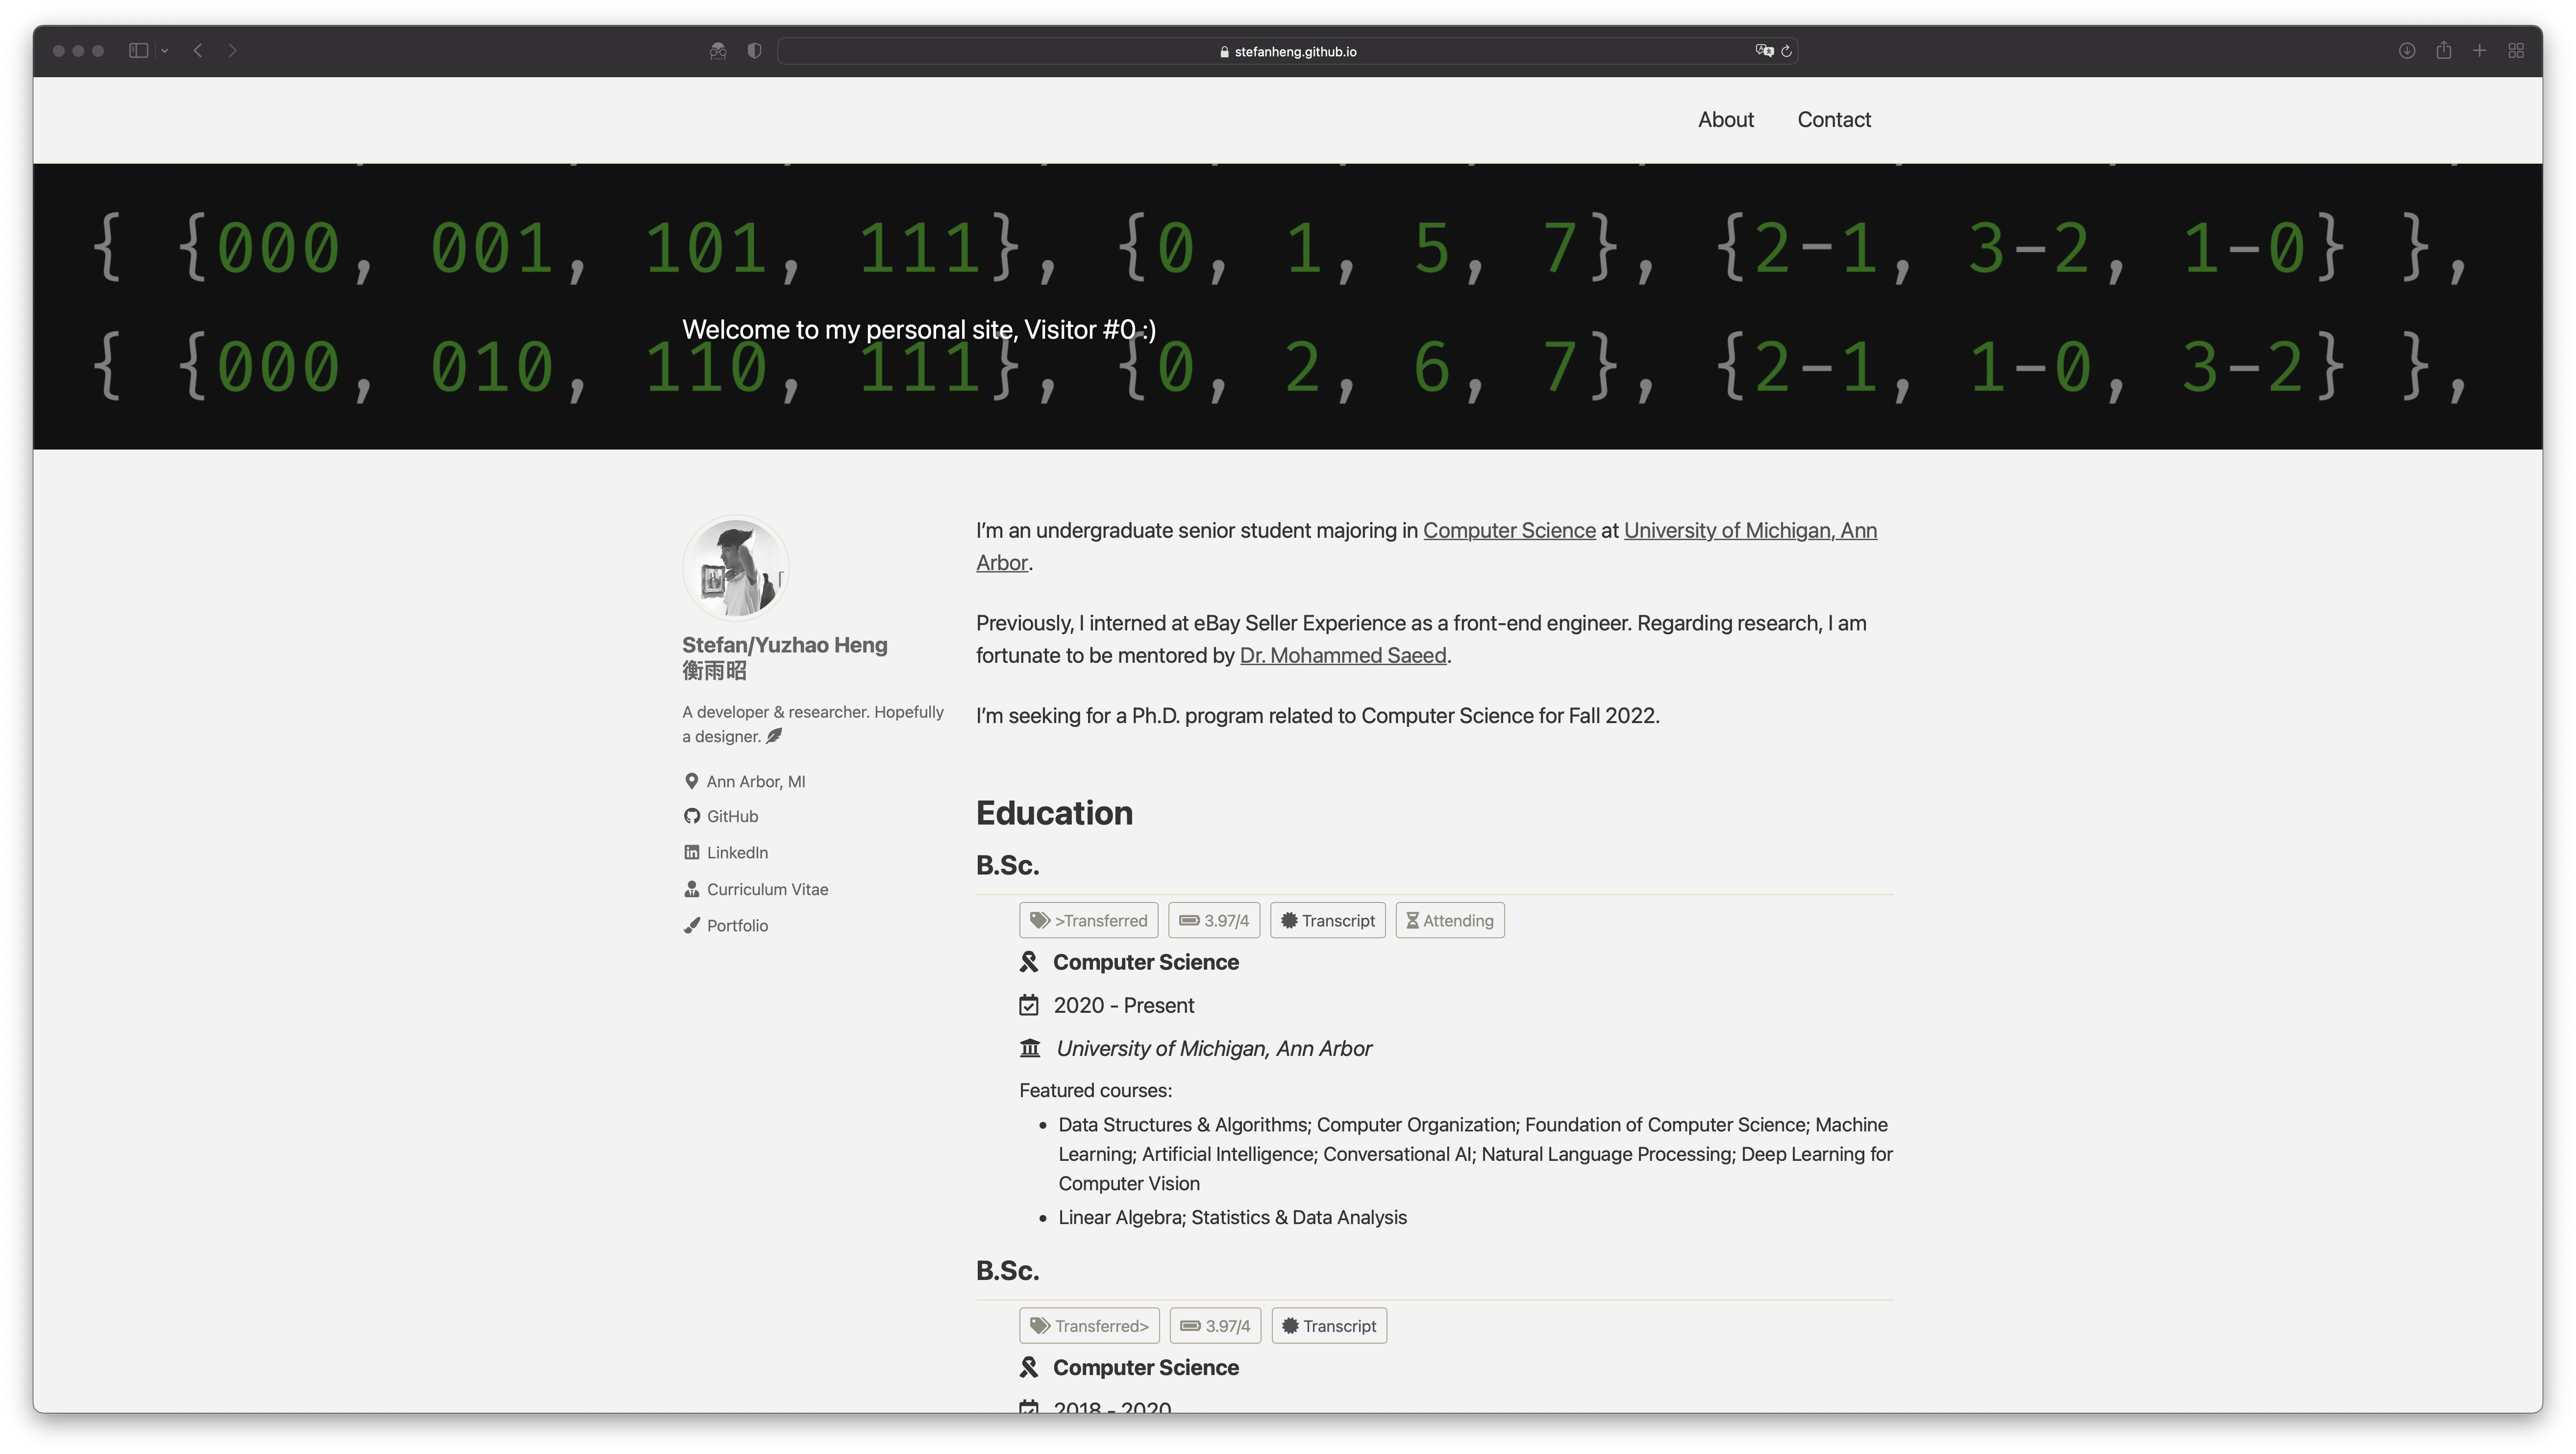 stefanheng.github.io
About Contact
{ {000, 001, 101, 111}, {0, 1, 5, 7}, {2-1, 3-2, 1-0} },
Welcome to my personal site, Visitor #0 :)
{ {000, 010, 110, 111}, {0, 2, 6, 7}, {2-1, 1-0, 3-2} },
Stefan/Yuzhao Heng
衡雨昭
A developer & researcher. Hopefully
a designer.
Ann Arbor, MI
GitHub
LinkedIn
Curriculum Vitae
Portfolio
I'm an undergraduate senior student majoring in Computer Science at University of Michigan, Ann
Arbor.
Previously, I interned at eBay Seller Experience as a front-end engineer. Regarding research, I am
fortunate to be mentored by Dr. Mohammed Saeed.
I'm seeking for a Ph.D. program related to Computer Science for Fall 2022.
Education
B.Sc.
>Transferred 3.97/4 Transcript Attending
Computer Science
2020 - Present
University of Michigan, Ann Arbor
Featured courses:
• Data Structures & Algorithms; Computer Organization; Foundation of Computer Science; Machine
Learning; Artificial Intelligence; Conversational AI; Natural Language Processing; Deep Learning for
Computer Vision
• Linear Algebra; Statistics & Data Analysis
B.Sc.
Transferred> 3.97/4 Transcript
Computer Science
2018 - 2020